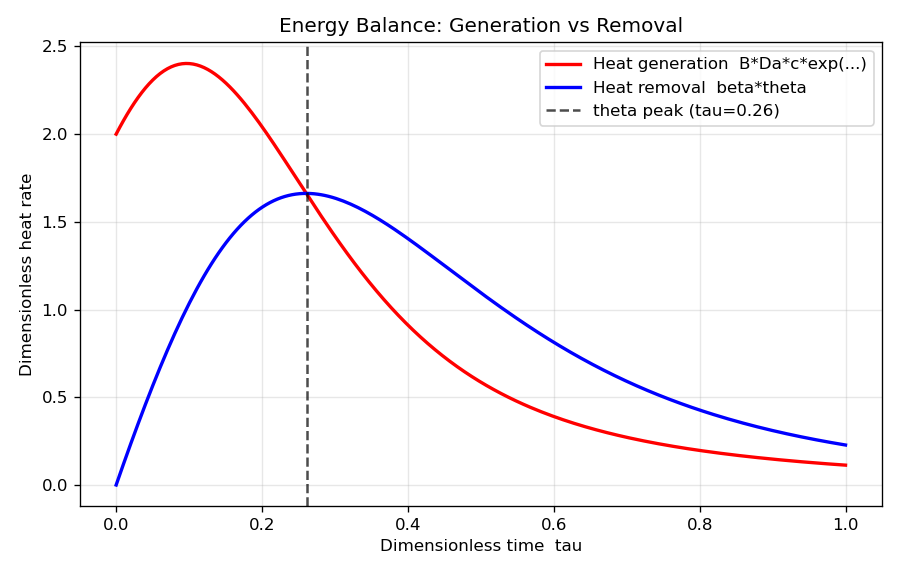 Energy Balance: Generation vs Removal
Heat generation  B*Da*c*exp(...)
Heat removal  beta*theta
theta peak (tau=0.26)
Dimensionless heat rate
2.5
2.0
1.5
1.0
0.5
0.0
0.0
0.2
0.4
0.6
0.8
1.0
Dimensionless time  tau